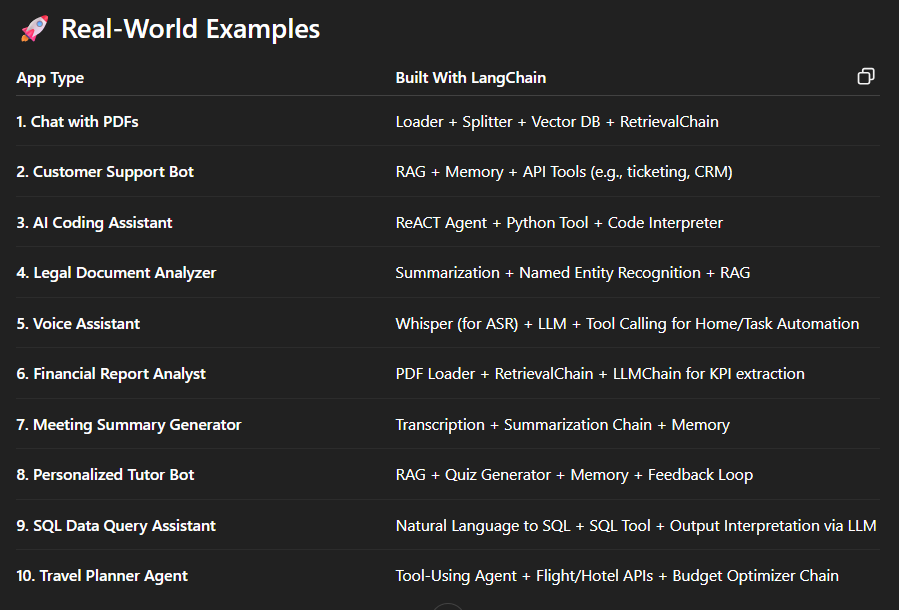 🚀 Real-World Examples
App Type Built With LangChain
1. Chat with PDFs Loader + Splitter + Vector DB + RetrievalChain
2. Customer Support Bot RAG + Memory + API Tools (e.g., ticketing, CRM)
3. AI Coding Assistant ReACT Agent + Python Tool + Code Interpreter
4. Legal Document Analyzer Summarization + Named Entity Recognition + RAG
5. Voice Assistant Whisper (for ASR) + LLM + Tool Calling for Home/Task Automation
6. Financial Report Analyst PDF Loader + RetrievalChain + LLMChain for KPI extraction
7. Meeting Summary Generator Transcription + Summarization Chain + Memory
8. Personalized Tutor Bot RAG + Quiz Generator + Memory + Feedback Loop
9. SQL Data Query Assistant Natural Language to SQL + SQL Tool + Output Interpretation via LLM
10. Travel Planner Agent Tool-Using Agent + Flight/Hotel APIs + Budget Optimizer Chain